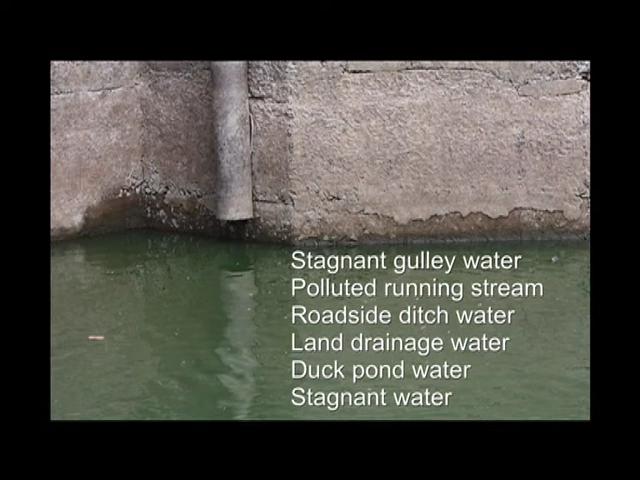 Stagnant gulley water
Polluted running stream
Roadside ditch water
Land drainage water
Duck pond water
Stagnant water